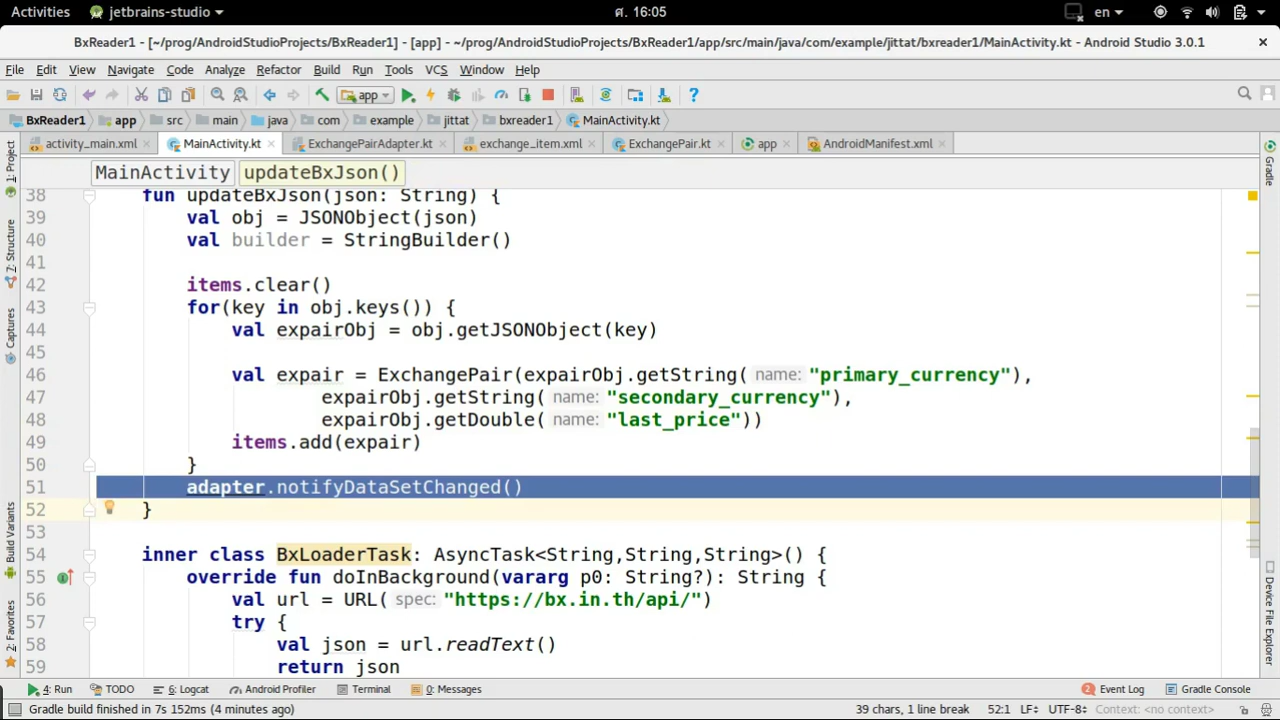 Activities jetbrains-studio ศ. 16:05 en
BxReader1 - [~/prog/AndroidStudioProjects/BxReader1] - [app] - ~/prog/AndroidStudioProjects/BxReader1/app/src/main/java/com/example/jittat/bxreader1/MainActivity.kt - Android Studio 3.0.1
File Edit View Navigate Code Analyze Refactor Build Run Tools VCS Window Help
app
BxReader1 app src main java com example jittat bxreader1 MainActivity.kt
activity_main.xml MainActivity.kt ExchangePairAdapter.kt exchange_item.xml ExchangePair.kt app AndroidManifest.xml
MainActivity updateBxJson()
38 fun updateBxJson(json: String) {
39 val obj = JSONObject(json)
40 val builder = StringBuilder()
41
42 items.clear()
43 for(key in obj.keys()) {
44 val expairObj = obj.getJSONObject(key)
45
46 val expair = ExchangePair(expairObj.getString( name: "primary_currency"),
47 expairObj.getString( name: "secondary_currency"),
48 expairObj.getDouble( name: "last_price"))
49 items.add(expair)
50 }
51 adapter.notifyDataSetChanged()
52 }
53
54 inner class BxLoaderTask: AsyncTask<String,String,String>() {
55 override fun doInBackground(vararg p0: String?): String {
56 val url = URL( spec: "https://bx.in.th/api/")
57 try {
58 val json = url.readText()
59 return json
1: Project
7: Structure
Captures
Build Variants
2: Favorites
Gradle
Device File Explorer
4: Run TODO 6: Logcat Android Profiler Terminal 0: Messages 2 Event Log Gradle Console
Gradle build finished in 7s 152ms (4 minutes ago) 39 chars, 1 line break 52:1 LF÷ UTF-8÷ Context: <no context>